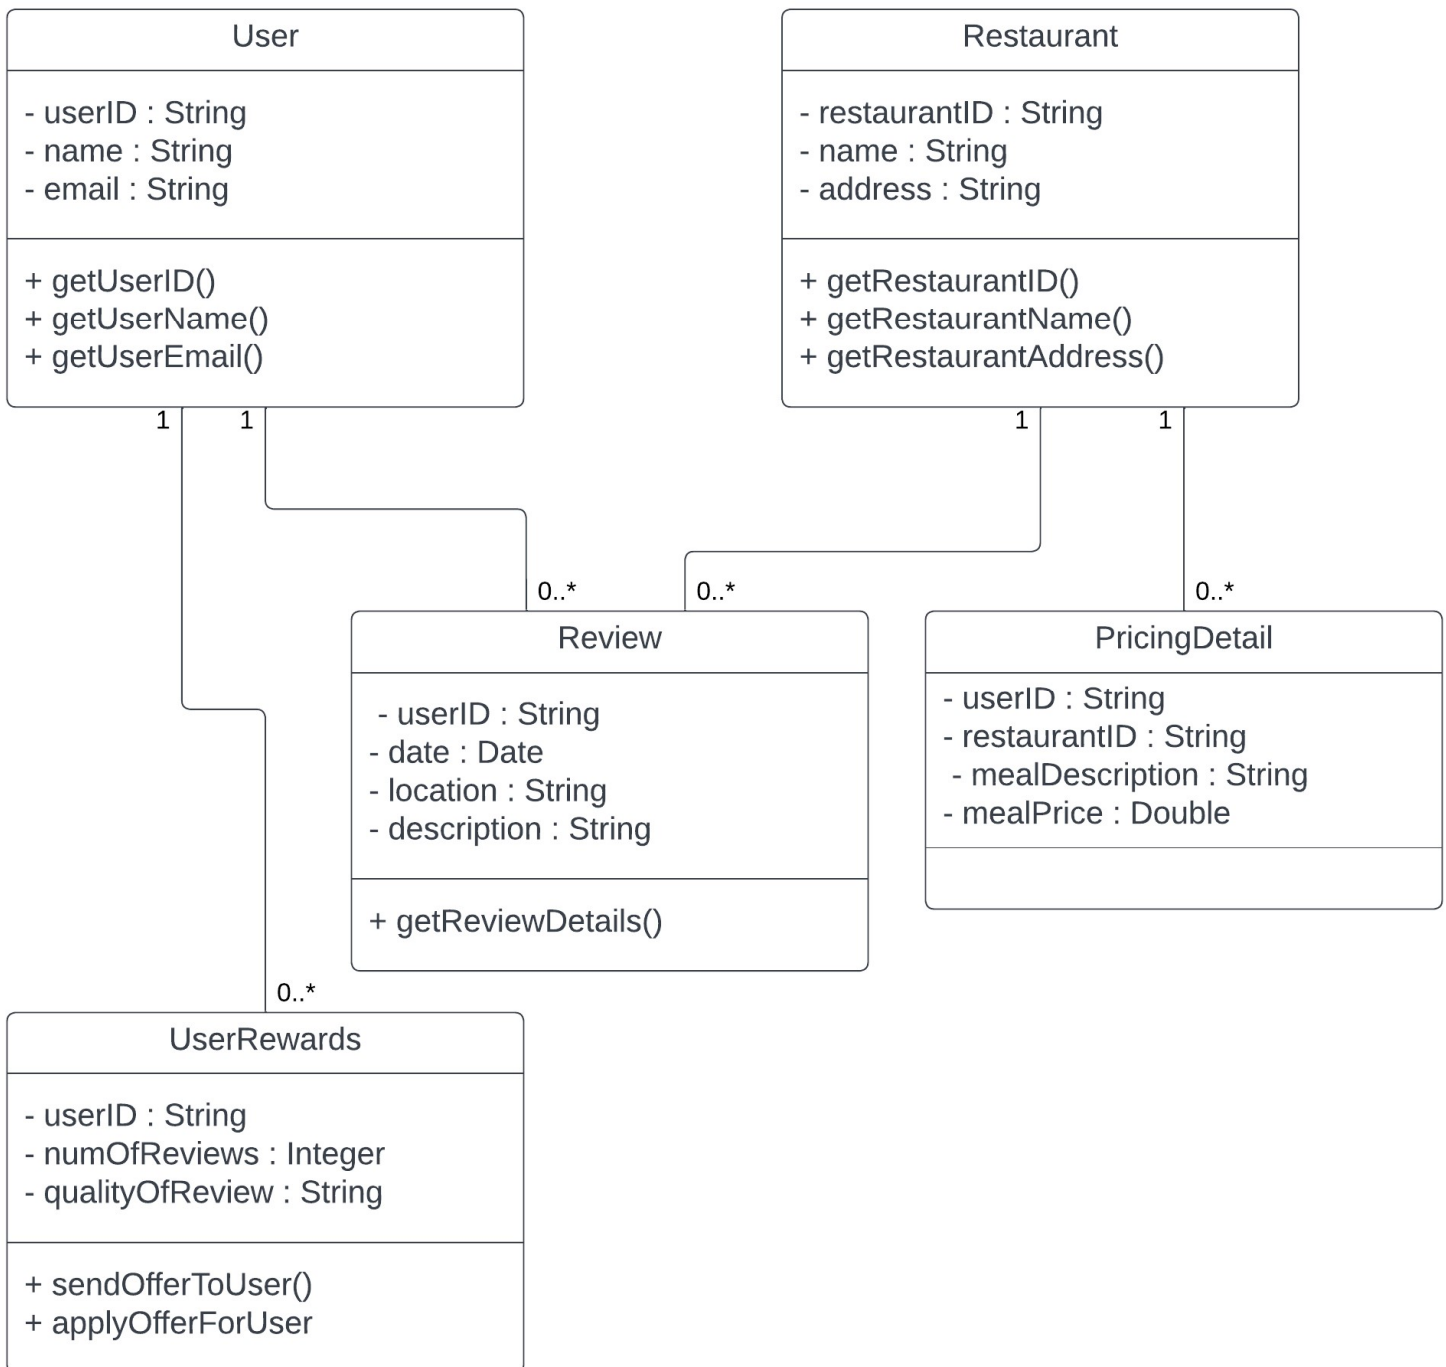 User
- userID : String
- name : String
- email : String
+ getUserID()
+ getUserName()
+ getUserEmail()
Restaurant
- restaurantID : String
- name : String
- address : String
+ getRestaurantID()
+ getRestaurantName()
+ getRestaurantAddress()
1
1
1
1
0..*
0..*
0..*
Review
- userID : String
- date : Date
- location : String
- description : String
+ getReviewDetails()
PricingDetail
- userID : String
- restaurantID : String
- mealDescription : String
- mealPrice : Double
0..*
UserRewards
- userID : String
- numOfReviews : Integer
- qualityOfReview : String
+ sendOfferToUser()
+ applyOfferForUser